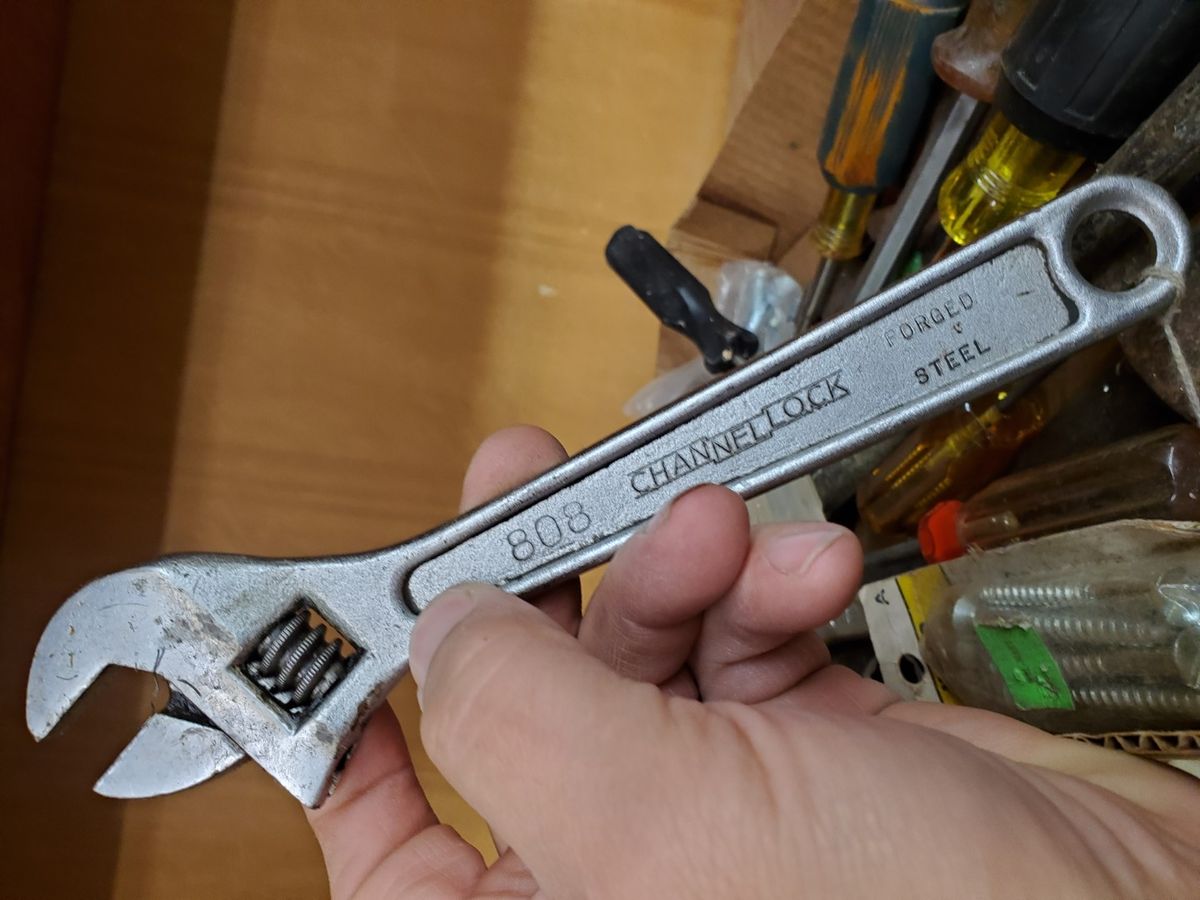 808
CHANNELLOCK
FORGED
STEEL
A